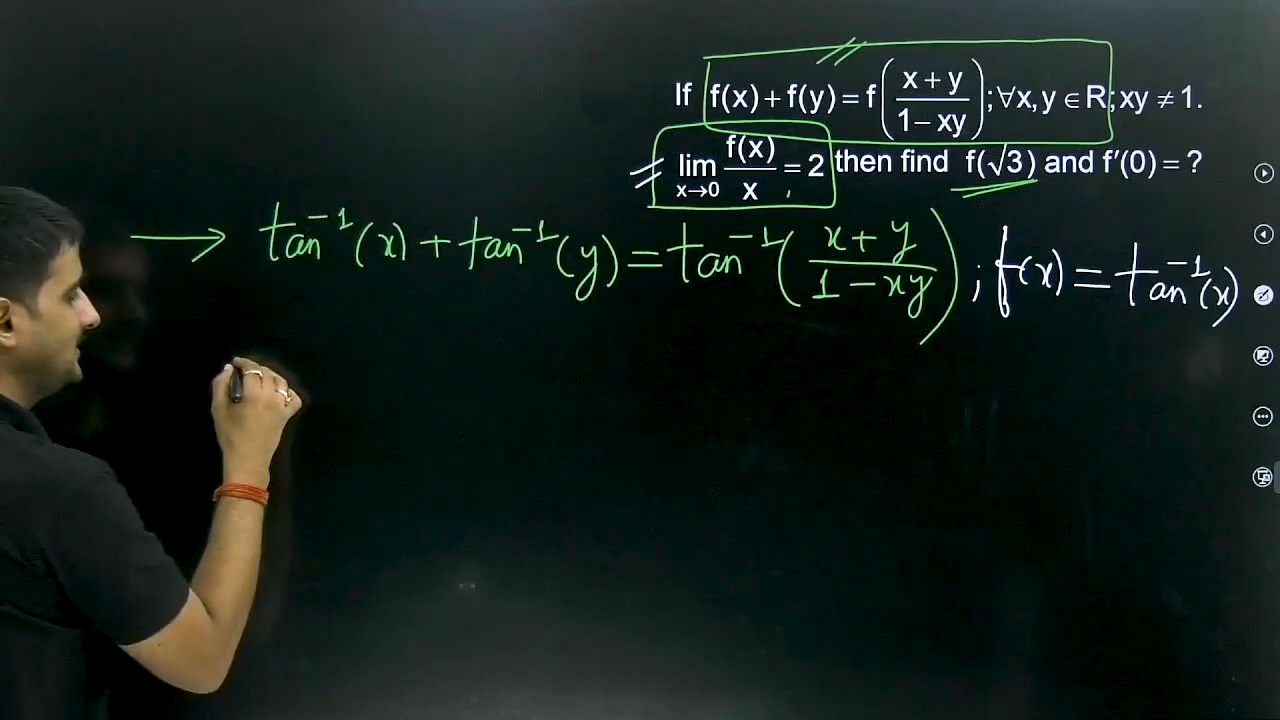 If f(x) + f(y) = f((x + y)/(1 − xy)); ∀x, y ∈ R; xy ≠ 1.
lim x→0 f(x)/x = 2 then find f(√3) and f′(0) = ?
→ tan⁻¹(x) + tan⁻¹(y) = tan⁻¹((x + y)/(1 − xy)) ; f(x) = tan⁻¹(x)